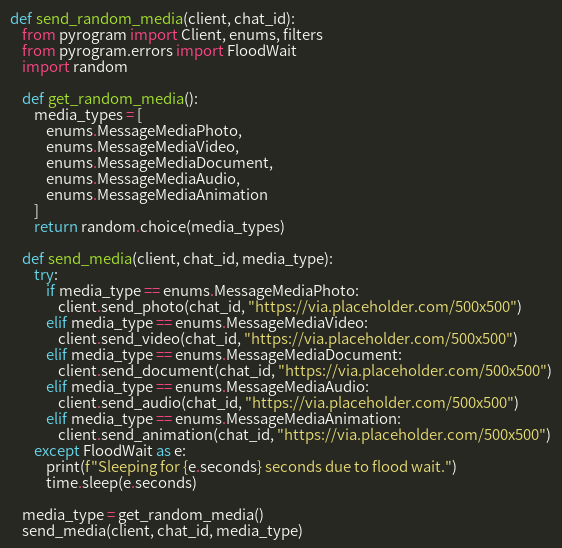 def send_random_media(client, chat_id):
    from pyrogram import Client, enums, filters
    from pyrogram.errors import FloodWait
    import random

    def get_random_media():
        media_types = [
            enums.MessageMediaPhoto,
            enums.MessageMediaVideo,
            enums.MessageMediaDocument,
            enums.MessageMediaAudio,
            enums.MessageMediaAnimation
        ]
        return random.choice(media_types)

    def send_media(client, chat_id, media_type):
        try:
            if media_type == enums.MessageMediaPhoto:
                client.send_photo(chat_id, "https://via.placeholder.com/500x500")
            elif media_type == enums.MessageMediaVideo:
                client.send_video(chat_id, "https://via.placeholder.com/500x500")
            elif media_type == enums.MessageMediaDocument:
                client.send_document(chat_id, "https://via.placeholder.com/500x500")
            elif media_type == enums.MessageMediaAudio:
                client.send_audio(chat_id, "https://via.placeholder.com/500x500")
            elif media_type == enums.MessageMediaAnimation:
                client.send_animation(chat_id, "https://via.placeholder.com/500x500")
        except FloodWait as e:
            print(f"Sleeping for {e.seconds} seconds due to flood wait.")
            time.sleep(e.seconds)

    media_type = get_random_media()
    send_media(client, chat_id, media_type)